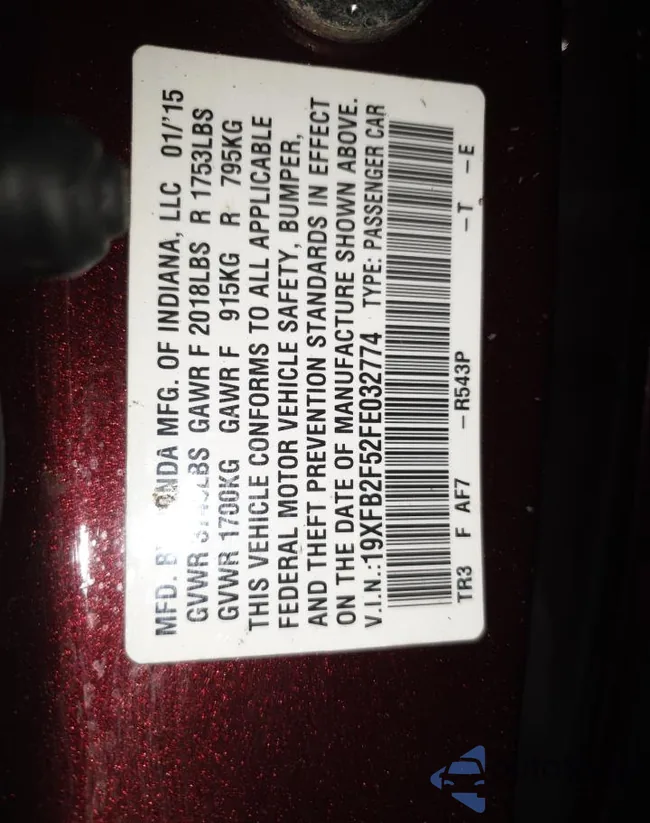 MFD. B ONDA MFG. OF INDIANA, LLC 01/'15
GVWR LBS GAWR F 2018LBS R 1753LBS
GVWR 1700KG GAWR F 915KG R 795KG
THIS VEHICLE CONFORMS TO ALL APPLICABLE
FEDERAL MOTOR VEHICLE SAFETY, BUMPER,
AND THEFT PREVENTION STANDARDS IN EFFECT
ON THE DATE OF MANUFACTURE SHOWN ABOVE.
V.I.N.:19XFB2F52FE032774 TYPE: PASSENGER CAR
TR3 F AF7 -R543P -T -E